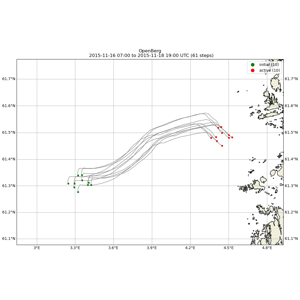 OpenBerg
2015-11-16 07:00 to 2015-11-18 19:00 UTC (61 steps)
initial (10)
active (10)
61.7°N
61.7°N
61.6°N
61.6°N
61.5°N
61.5°N
61.4°N
61.4°N
61.3°N
61.3°N
61.2°N
61.2°N
61.1°N
61.1°N
3°E
3.3°E
3.6°E
3.9°E
4.2°E
4.5°E
4.8°E